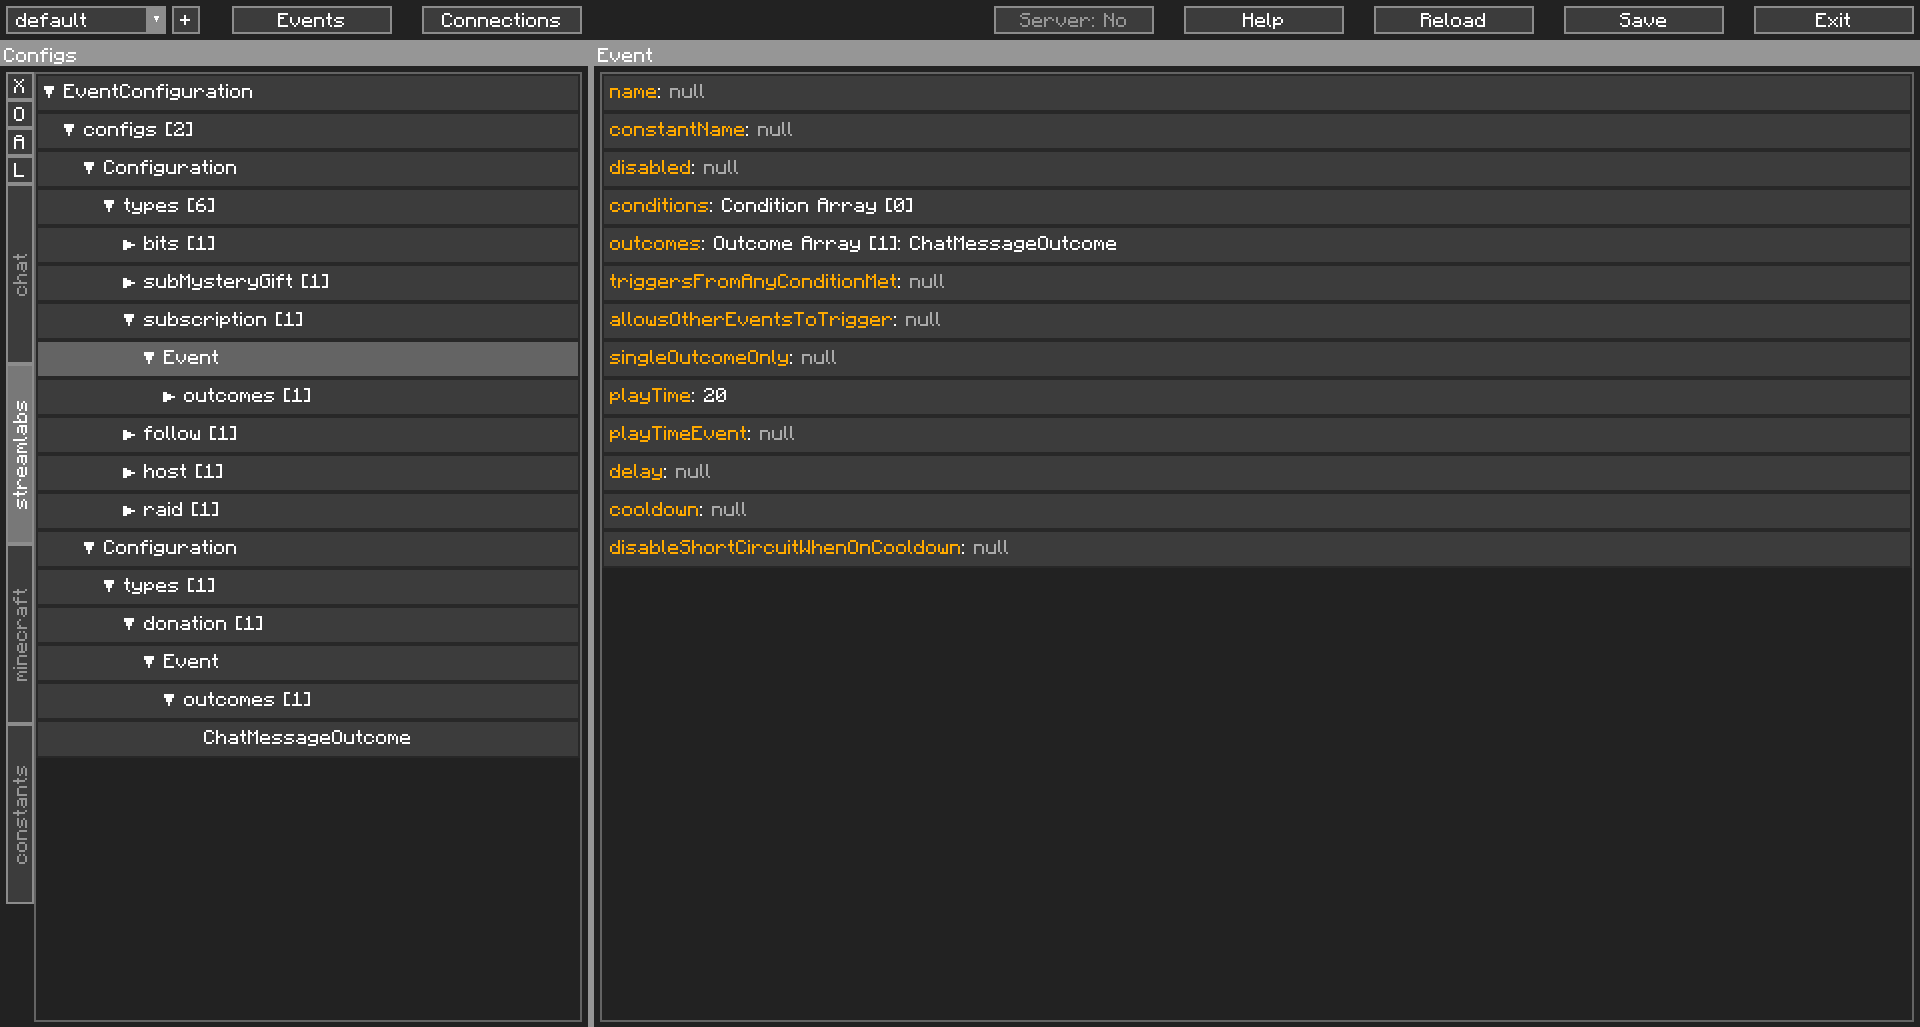 default ▼ + Events Connections Server: No Help Reload Save Exit
Configs
Event
X
O
A
L
chat
streamlabs
minecraft
constants
▼ EventConfiguration
▼ configs [2]
▼ Configuration
▼ types [6]
▶ bits [1]
▶ subMysteryGift [1]
▼ subscription [1]
▼ Event
▶ outcomes [1]
▶ follow [1]
▶ host [1]
▶ raid [1]
▼ Configuration
▼ types [1]
▼ donation [1]
▼ Event
▼ outcomes [1]
ChatMessageOutcome
name: null
constantName: null
disabled: null
conditions: Condition Array [0]
outcomes: Outcome Array [1]: ChatMessageOutcome
triggersFromAnyConditionMet: null
allowsOtherEventsToTrigger: null
singleOutcomeOnly: null
playTime: 20
playTimeEvent: null
delay: null
cooldown: null
disableShortCircuitWhenOnCooldown: null